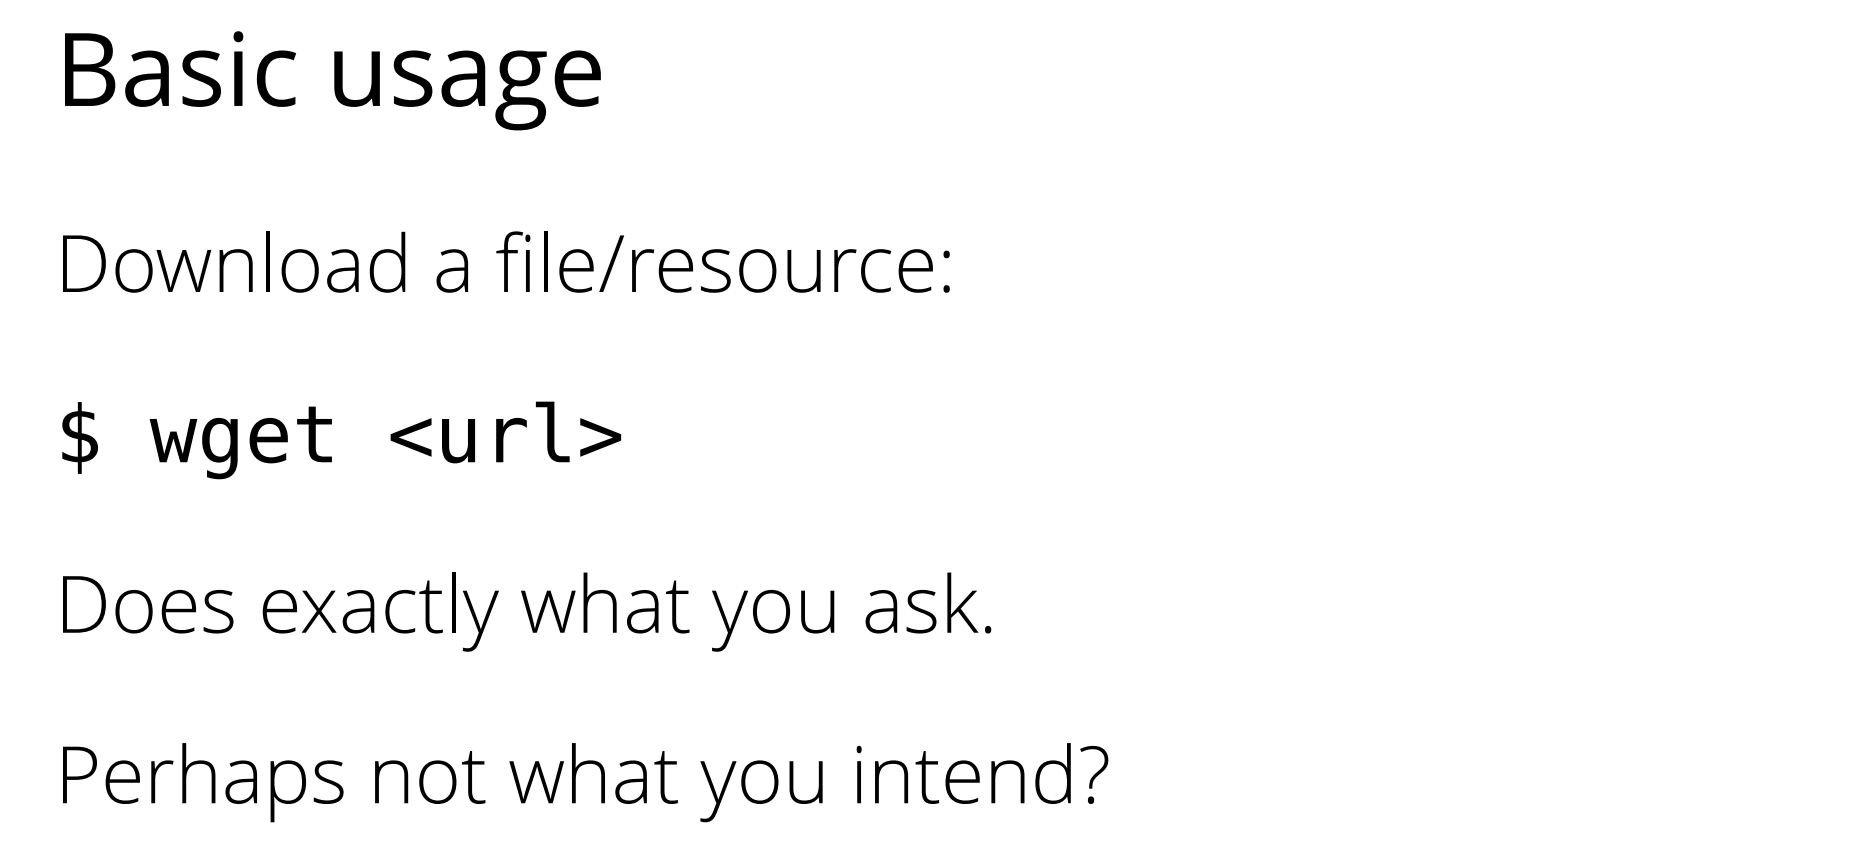 Basic usage
Download a file/resource:
$ wget <url>
Does exactly what you ask.
Perhaps not what you intend?